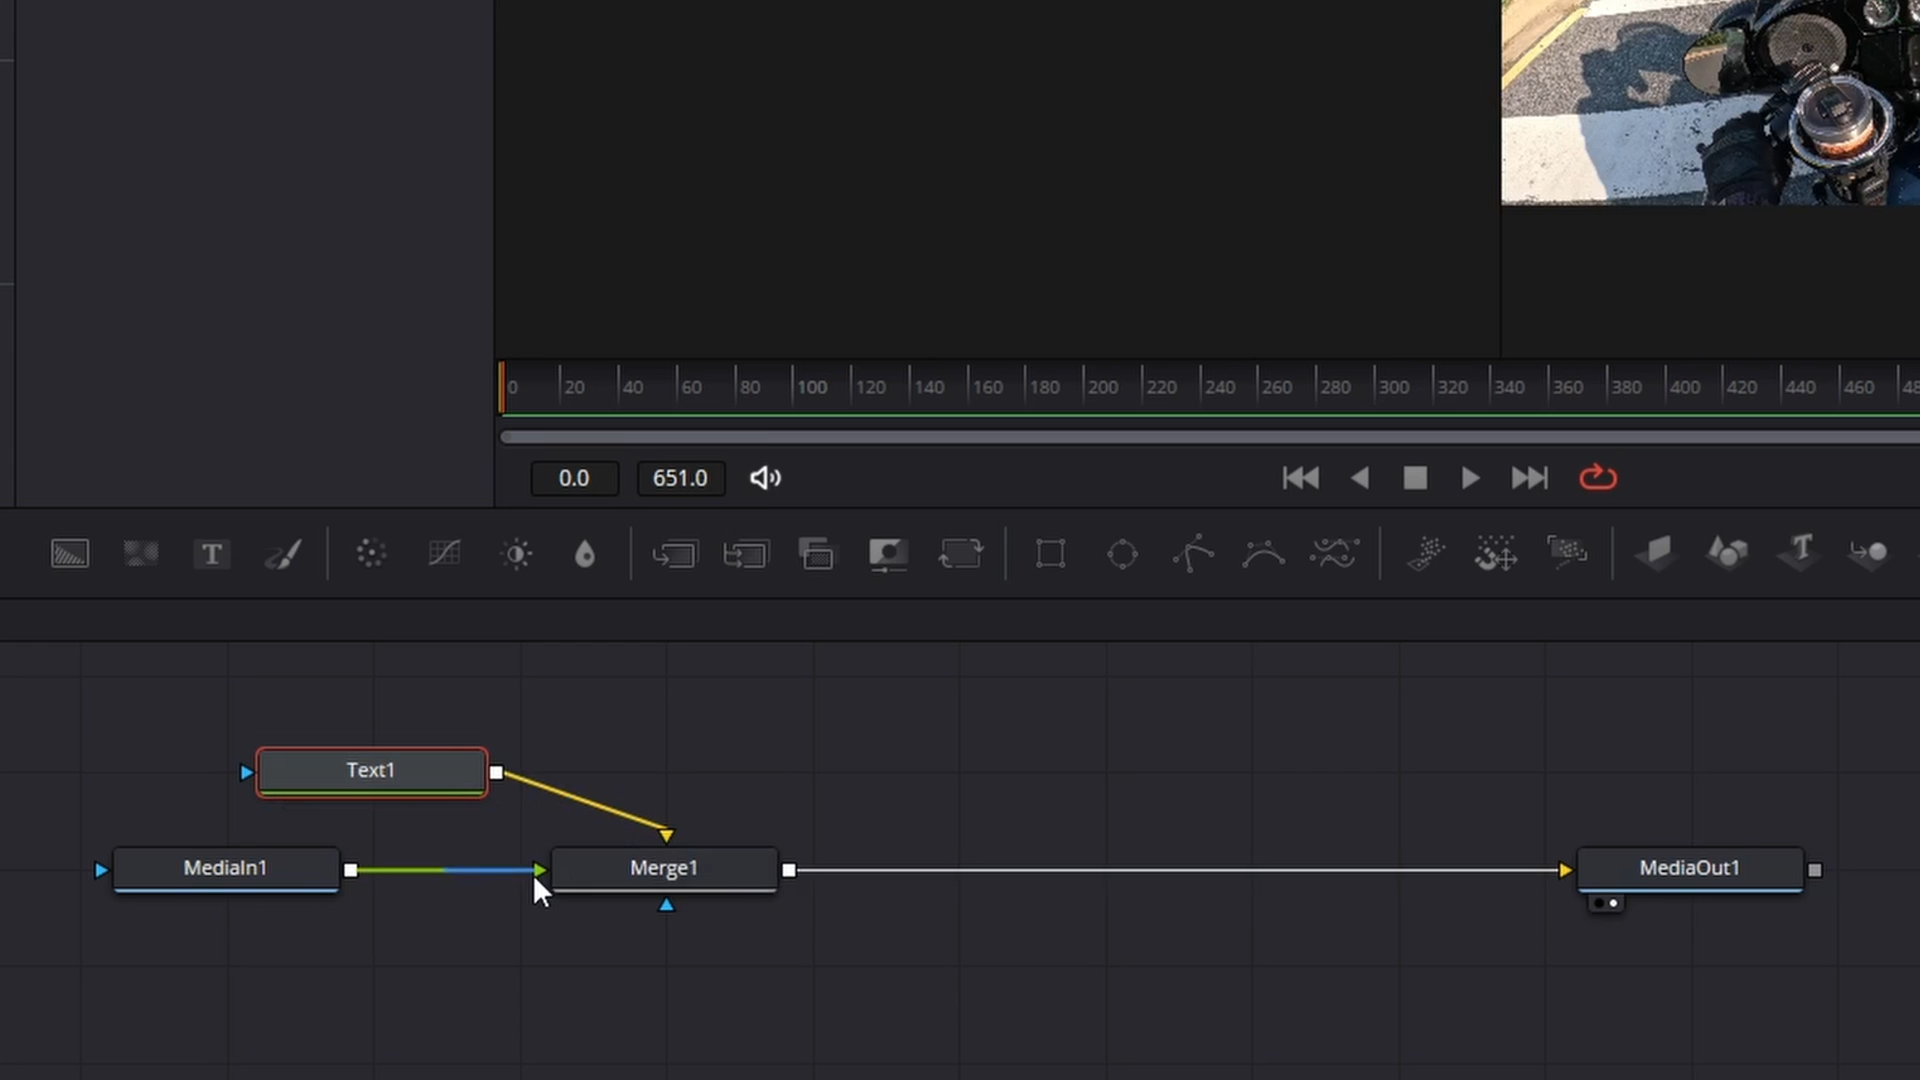 0 20 40 60 80 100 120 140 160 180 200 220 240 260 280 300 320 340 360 380 400 420 440 460 48
0.0 651.0
T
Text1
MediaIn1 Merge1 MediaOut1